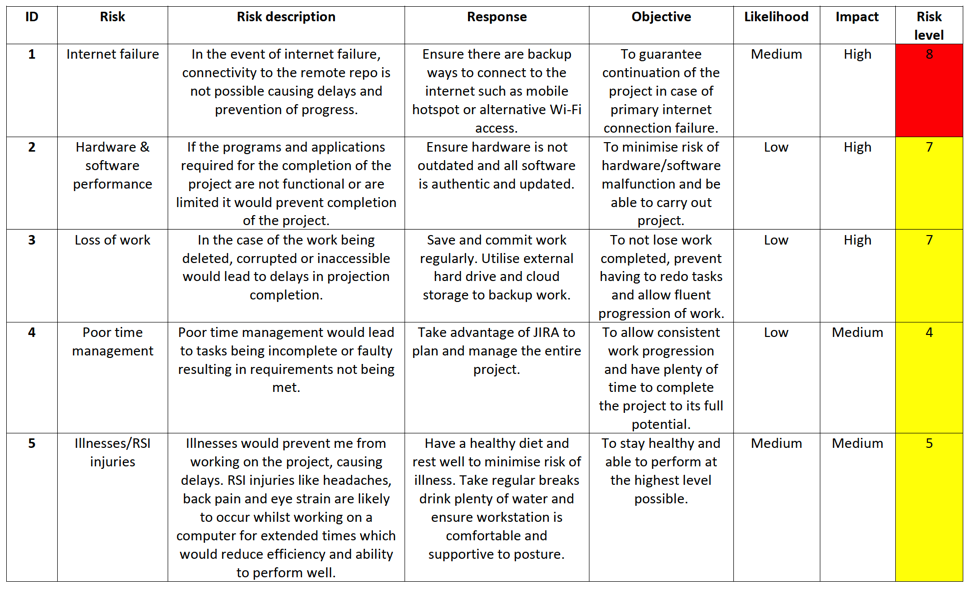 ID Risk Risk description Response Objective Likelihood Impact Risk
level
1 Internet failure In the event of internet failure,
connectivity to the remote repo is
not possible causing delays and
prevention of progress.
Ensure there are backup
ways to connect to the
internet such as mobile
hotspot or alternative Wi-Fi
access.
To guarantee
continuation of the
project in case of
primary internet
connection failure.
Medium High 8
2 Hardware &
software
performance
If the programs and applications
required for the completion of the
project are not functional or are
limited it would prevent completion
of the project.
Ensure hardware is not
outdated and all software
is authentic and updated.
To minimise risk of
hardware/software
malfunction and be
able to carry out
project.
Low High 7
3 Loss of work In the case of the work being
deleted, corrupted or inaccessible
would lead to delays in projection
completion.
Save and commit work
regularly. Utilise external
hard drive and cloud
storage to backup work.
To not lose work
completed, prevent
having to redo tasks
and allow fluent
progression of work.
Low High 7
4 Poor time
management
Poor time management would lead
to tasks being incomplete or faulty
resulting in requirements not being
met.
Take advantage of JIRA to
plan and manage the entire
project.
To allow consistent
work progression
and have plenty of
time to complete
the project to its full
potential.
Low Medium 4
5 Illnesses/RSI
injuries
Illnesses would prevent me from
working on the project, causing
delays. RSI injuries like headaches,
back pain and eye strain are likely
to occur whilst working on a
computer for extended times which
would reduce efficiency and ability
to perform well.
Have a healthy diet and
rest well to minimise risk of
illness. Take regular breaks
drink plenty of water and
ensure workstation is
comfortable and
supportive to posture.
To stay healthy and
able to perform at
the highest level
possible.
Medium Medium 5